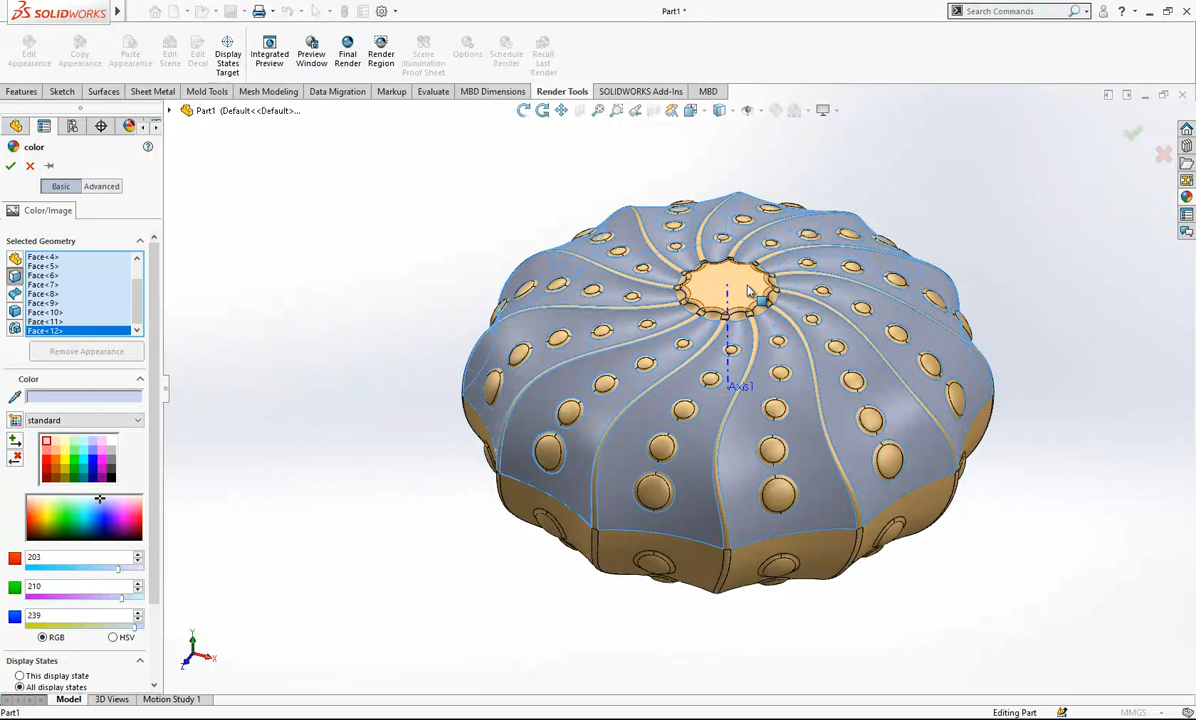 SOLIDWORKS
Part1 *
Search Commands
Edit Appearance
Copy Appearance
Paste Appearance
Edit Scene
Edit Decal
Display States Target
Integrated Preview
Preview Window
Final Render
Render Region
Scene Illumination Proof Sheet
Options
Schedule Render
Recall Last Render
Features
Sketch
Surfaces
Sheet Metal
Mold Tools
Mesh Modeling
Data Migration
Markup
Evaluate
MBD Dimensions
Render Tools
SOLIDWORKS Add-Ins
MBD
Part1 (Default<<Default>...
color
Basic
Advanced
Color/Image
Selected Geometry
Face<4>
Face<5>
Face<6>
Face<7>
Face<8>
Face<9>
Face<10>
Face<11>
Face<12>
Remove Appearance
Color
standard
203
210
239
RGB
HSV
Display States
This display state
All display states
Axis1
Y
X
Z
Model
3D Views
Motion Study 1
Part1
Editing Part
MMGS